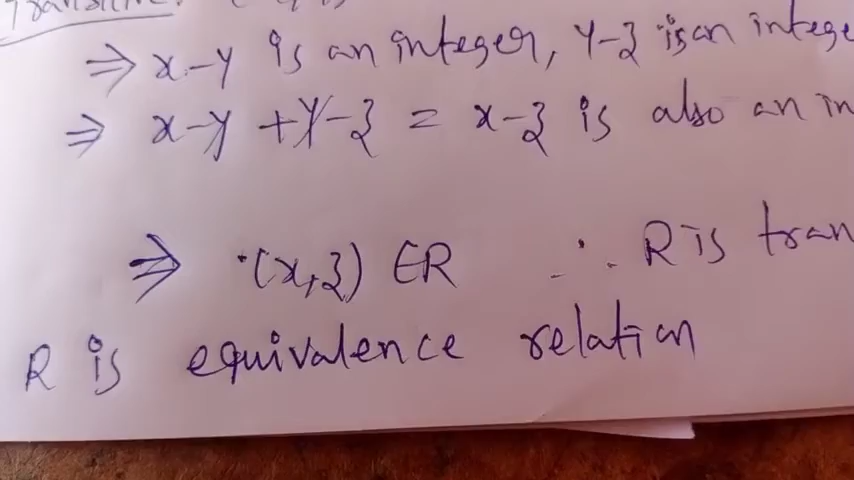 ⇒ x-y is an integer, y-z is an intege
⇒ x-y +y-z = x-z is also an in
⇒ (x,z) ∈R ∴ R is tran
R is equivalence relation